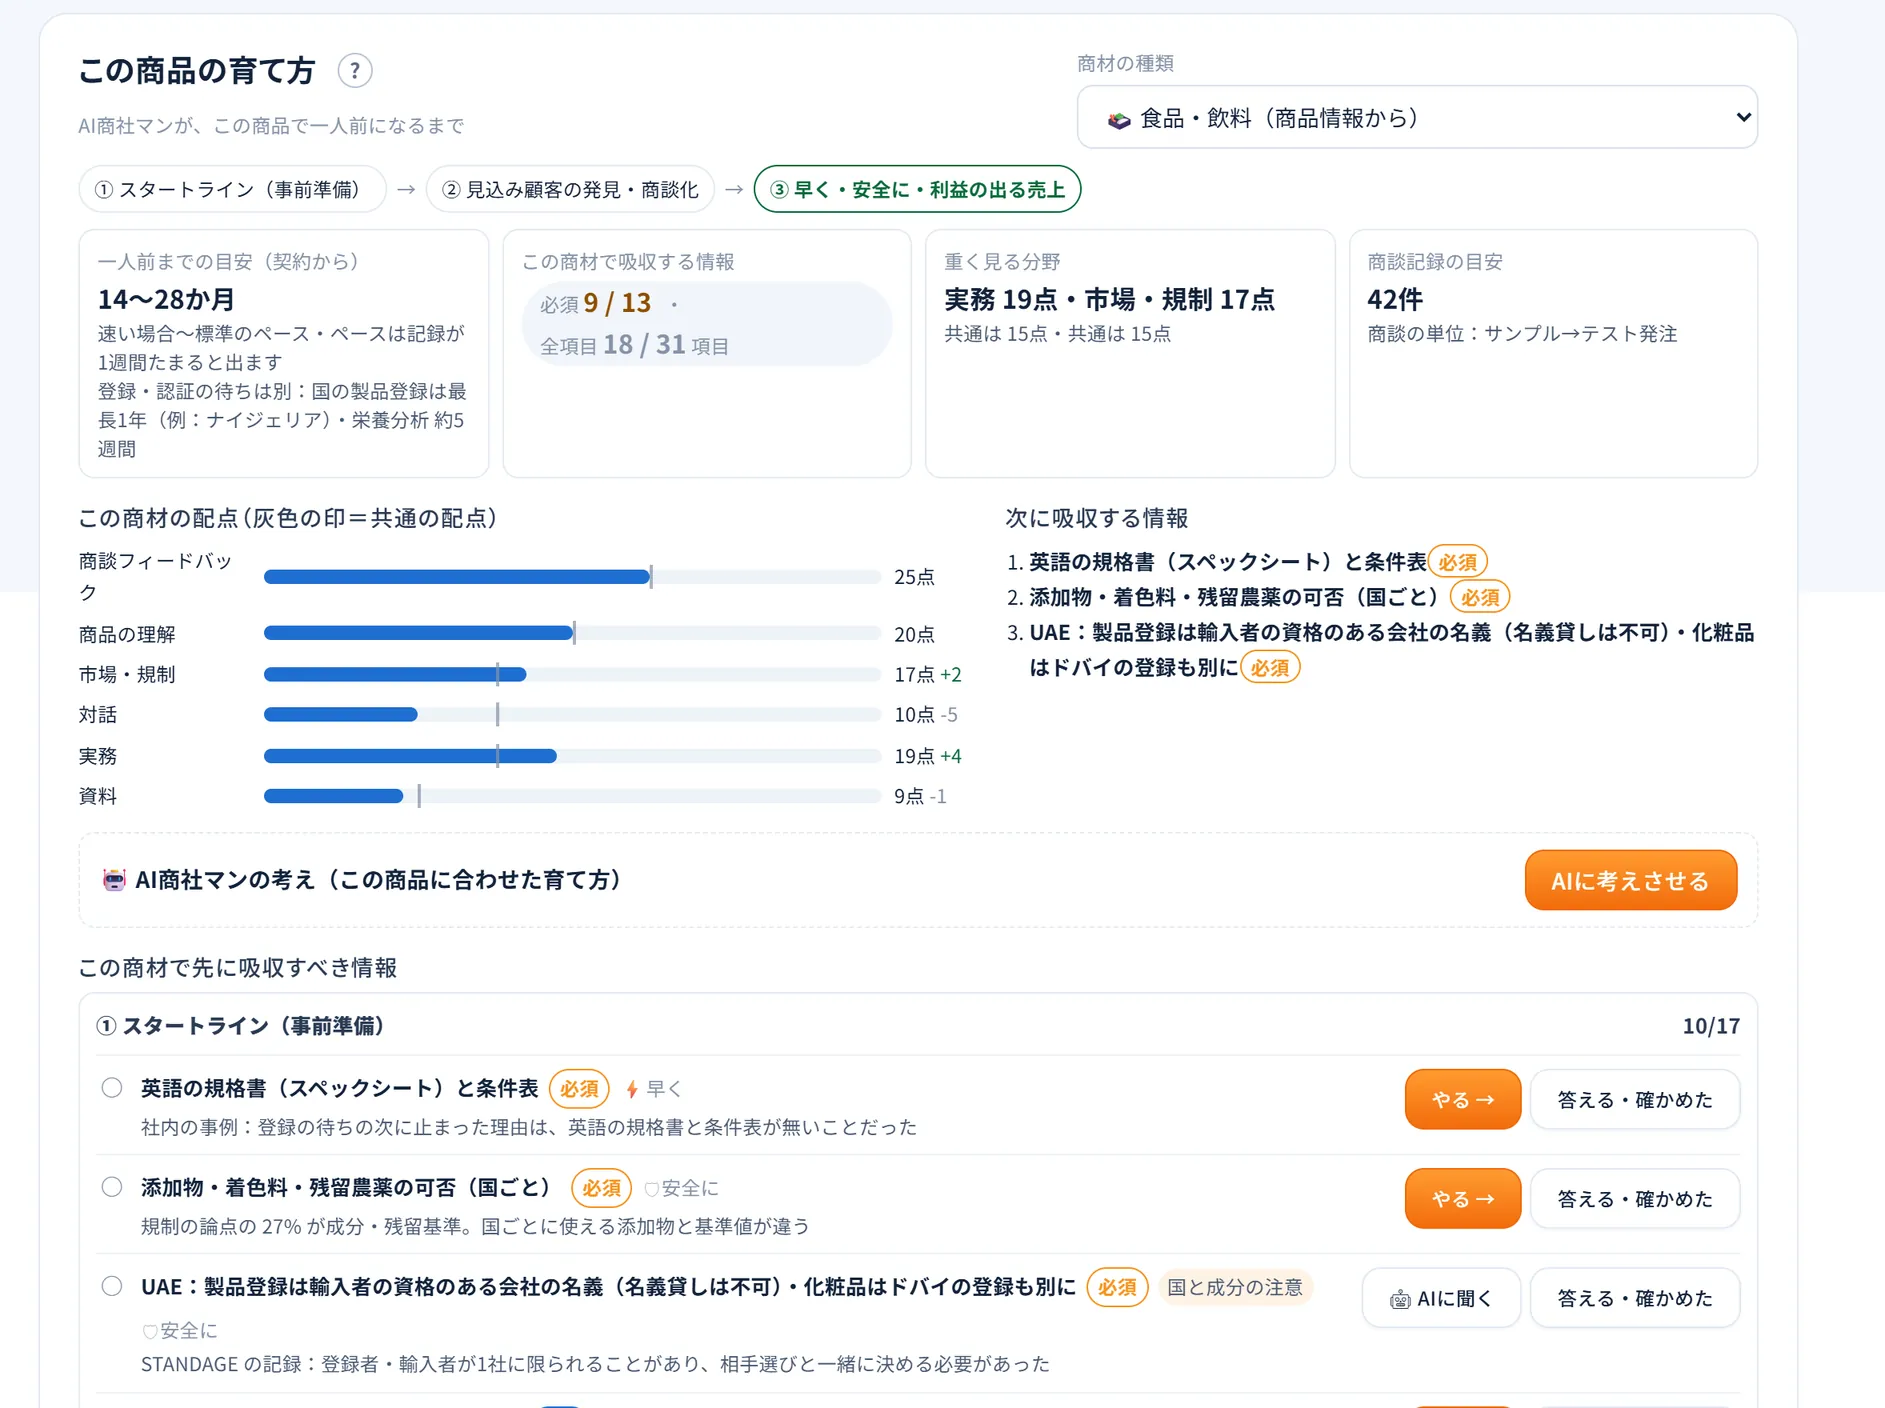 この商品の育て方 ?
商材の種類
食品・飲料（商品情報から）
AI商社マンが、この商品で一人前になるまで
① スタートライン（事前準備） → ② 見込み顧客の発見・商談化 → ③ 早く・安全に・利益の出る売上
一人前までの目安（契約から）
14〜28か月
速い場合〜標準のペース・ペースは記録が
1週間たまると出ます
登録・認証の待ちは別：国の製品登録は最
長1年（例：ナイジェリア）・栄養分析 約5
週間
この商材で吸収する情報
必須 9 / 13 ・
全項目 18 / 31 項目
重く見る分野
実務 19点・市場・規制 17点
共通は 15点・共通は 15点
商談記録の目安
42件
商談の単位：サンプル→テスト発注
この商材の配点（灰色の印＝共通の配点）
商談フィードバッ
ク
25点
商品の理解 20点
市場・規制 17点 +2
対話 10点 -5
実務 19点 +4
資料 9点 -1
次に吸収する情報
1. 英語の規格書（スペックシート）と条件表 必須
2. 添加物・着色料・残留農薬の可否（国ごと） 必須
3. UAE：製品登録は輸入者の資格のある会社の名義（名義貸しは不可）・化粧品
はドバイの登録も別に 必須
AI商社マンの考え（この商品に合わせた育て方）
AIに考えさせる
この商材で先に吸収すべき情報
① スタートライン（事前準備） 10/17
英語の規格書（スペックシート）と条件表 必須 早く
社内の事例：登録の待ちの次に止まった理由は、英語の規格書と条件表が無いことだった
やる → 答える・確かめた
添加物・着色料・残留農薬の可否（国ごと） 必須 安全に
規制の論点の 27% が成分・残留基準。国ごとに使える添加物と基準値が違う
やる → 答える・確かめた
UAE：製品登録は輸入者の資格のある会社の名義（名義貸しは不可）・化粧品はドバイの登録も別に 必須 国と成分の注意
安全に
STANDAGE の記録：登録者・輸入者が1社に限られることがあり、相手選びと一緒に決める必要があった
AIに聞く 答える・確かめた